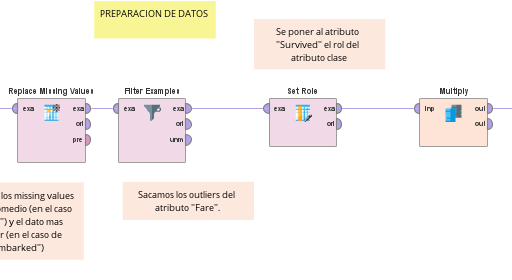 PREPARACION DE DATOS
Se poner al atributo
"Survived" el rol del
atributo clase
Replace Missing Values
exa exa
ori
pre
Filter Examples
exa exa
ori
unm
Set Role
exa exa
ori
Multiply
inp out
out
los missing values
omedio (en el caso
") y el dato mas
r (en el caso de
mbarked")
Sacamos los outliers del
atributo "Fare".